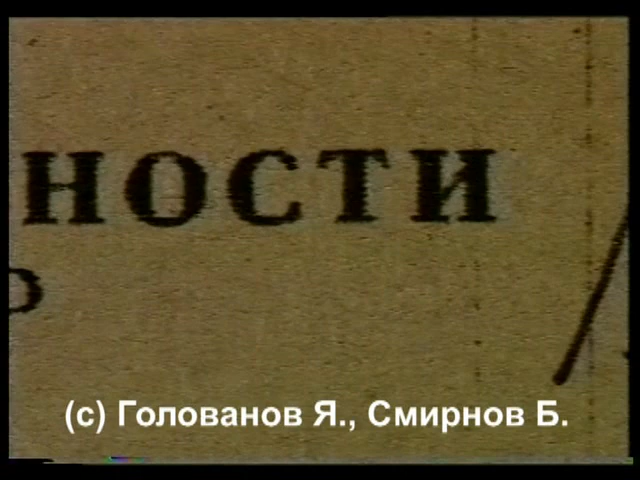 НОСТИ
(с) Голованов Я., Смирнов Б.